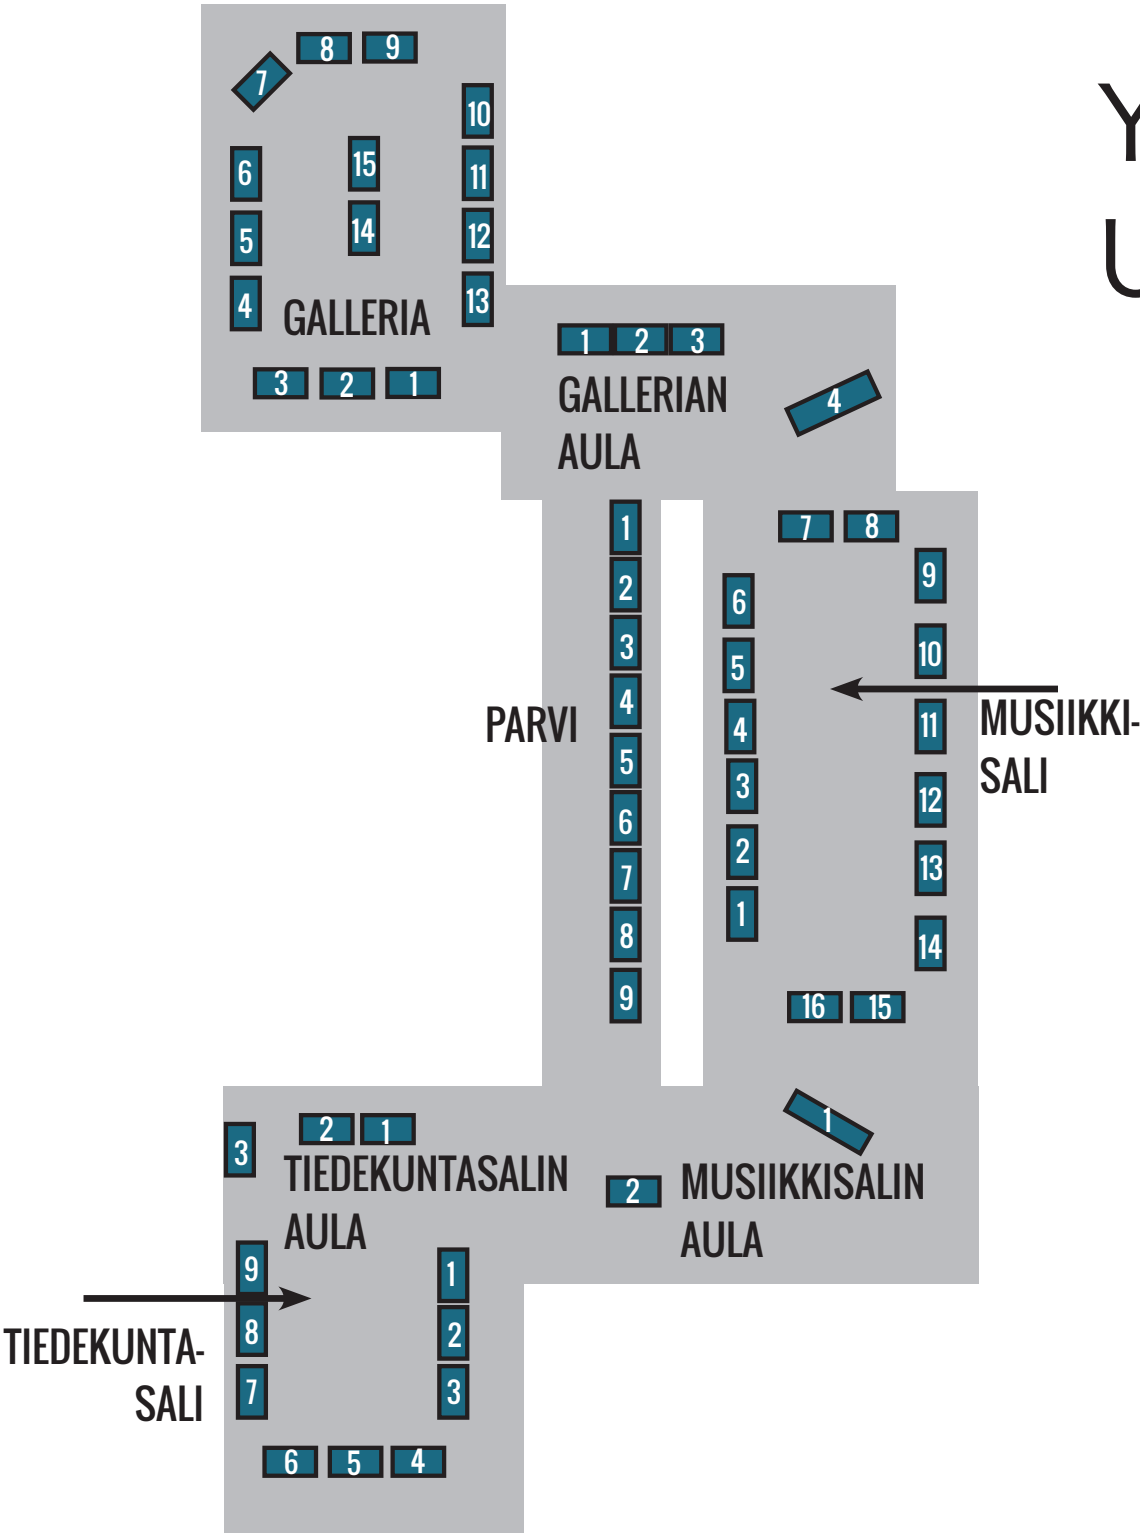 Y
U
8 9
7
10
15
6
11
14
5
12
4
13
GALLERIA
3 2 1
1 2 3
GALLERIAN
AULA
4
1
2
3
4
5
6
7
8
9
PARVI
7 8
9
6
10
5
11
4
3
12
2
13
1
14
16 15
MUSIIKKI-
SALI
1
2
MUSIIKKISALIN
AULA
2 1
3
TIEDEKUNTASALIN
AULA
9
1
8
2
7
3
6 5 4
TIEDEKUNTA-
SALI